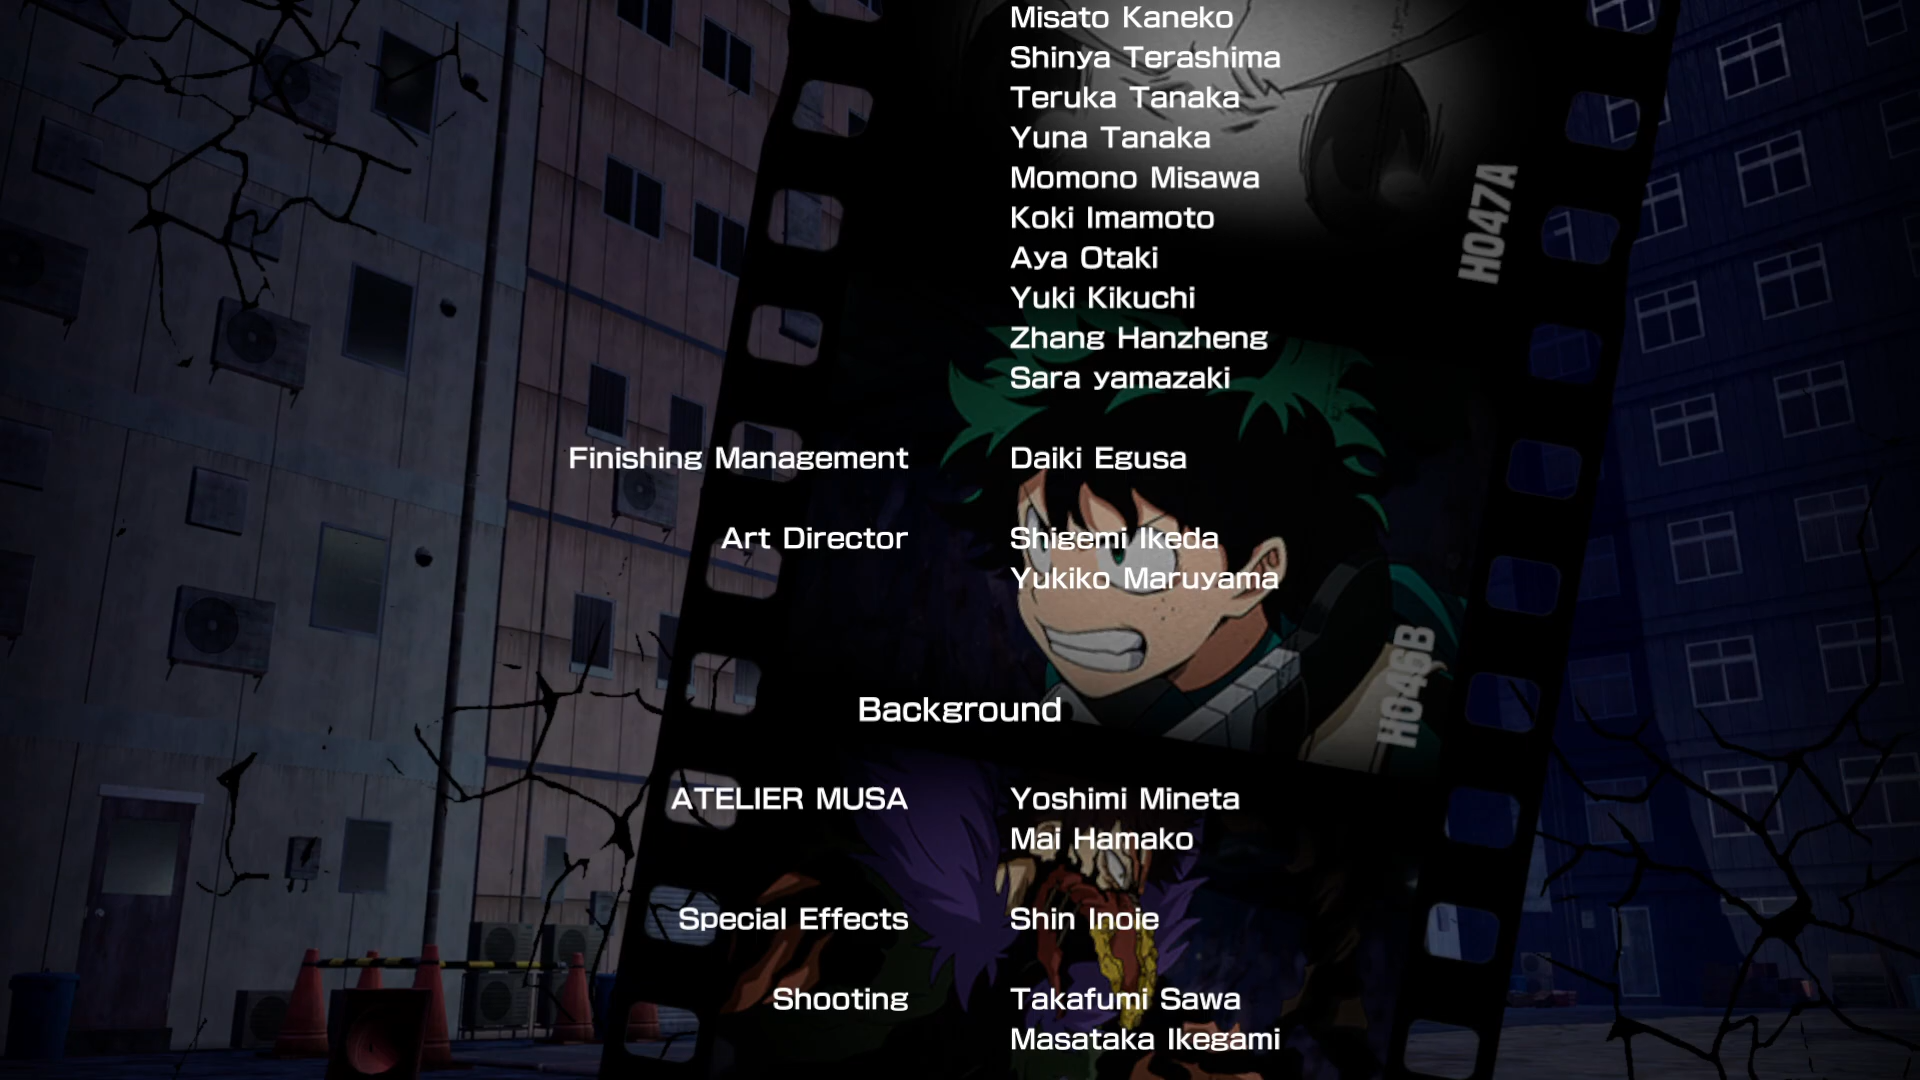 Misato Kaneko
Shinya Terashima
Teruka Tanaka
Yuna Tanaka
Momono Misawa
Koki Imamoto
Aya Otaki
Yuki Kikuchi
Zhang Hanzheng
Sara yamazaki
Finishing Management Daiki Egusa
Art Director Shigemi Ikeda
Yukiko Maruyama
Background
ATELIER MUSA Yoshimi Mineta
Mai Hamako
Special Effects Shin Inoie
Shooting Takafumi Sawa
Masataka Ikegami
H047A
H046B